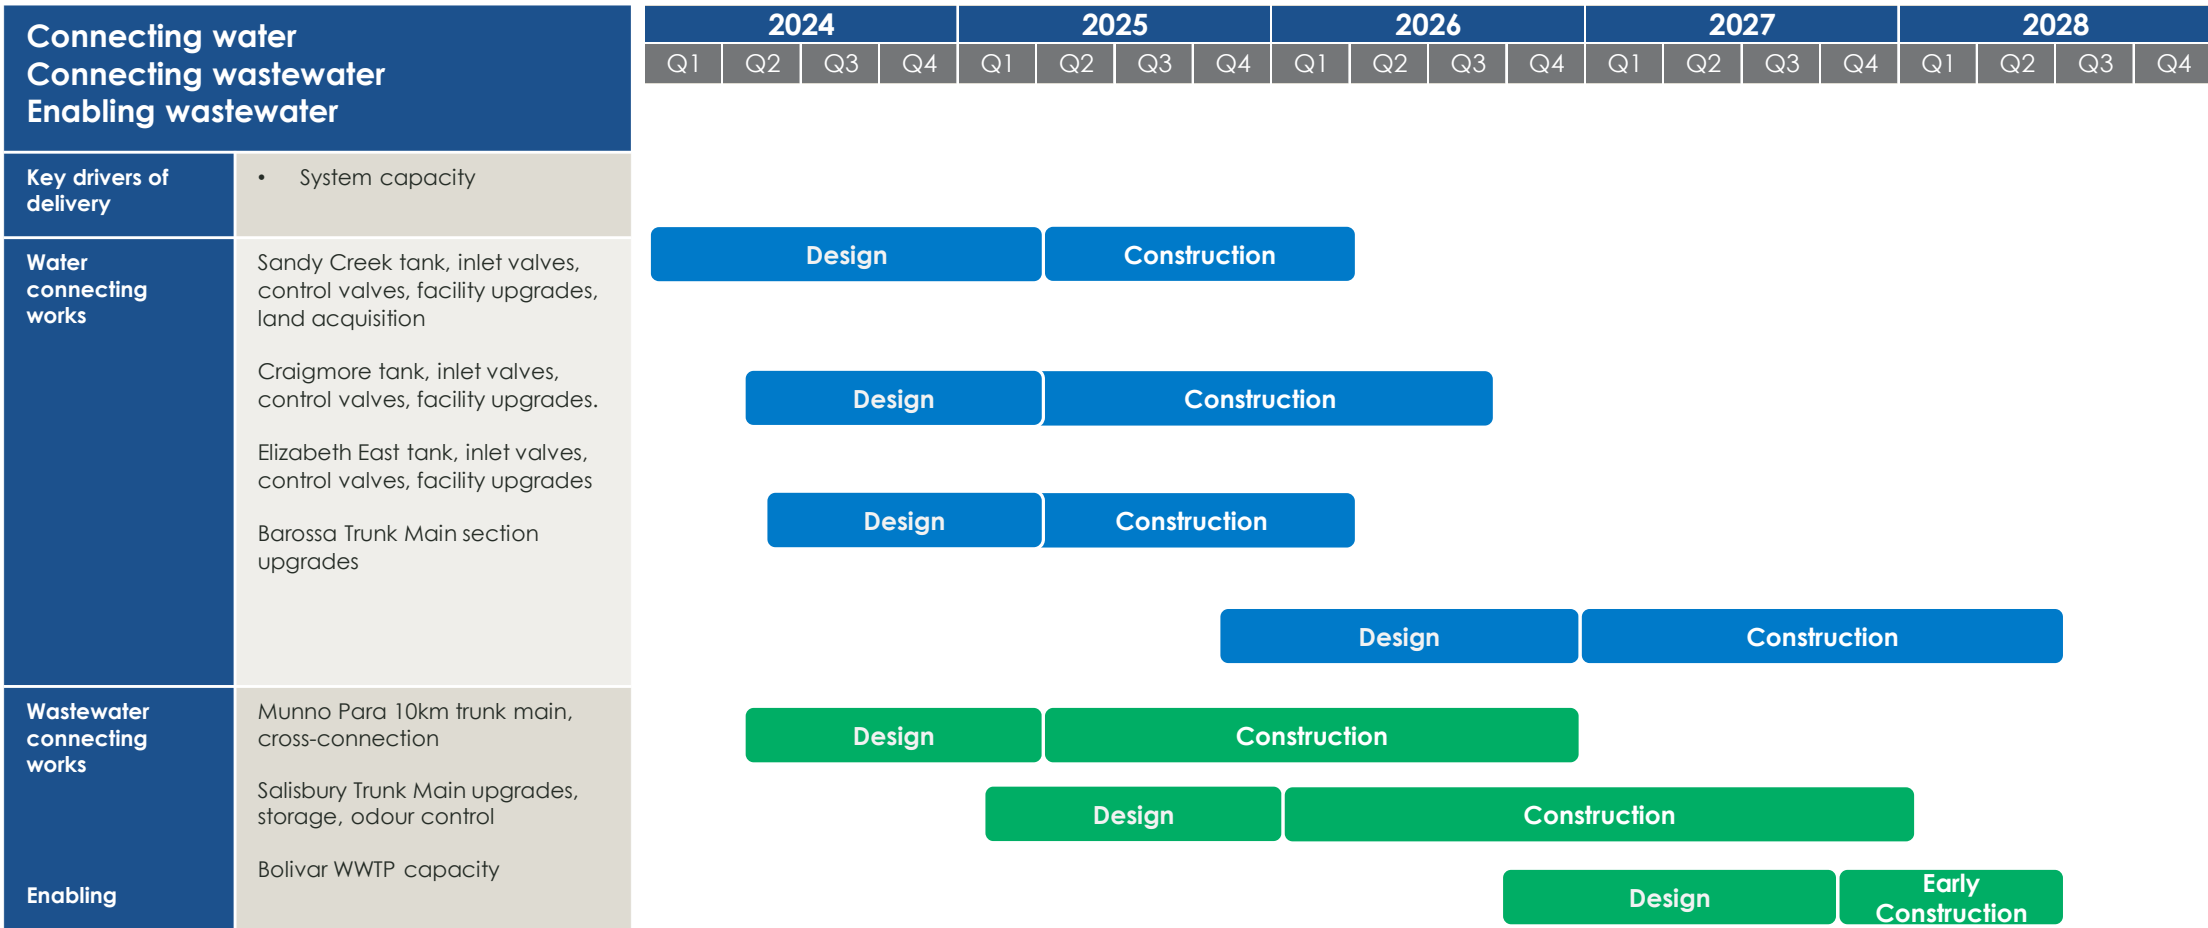 Connecting water
Connecting wastewater
Enabling wastewater
2024 2025 2026 2027 2028
Q1 Q2 Q3 Q4 Q1 Q2 Q3 Q4 Q1 Q2 Q3 Q4 Q1 Q2 Q3 Q4 Q1 Q2 Q3 Q4
Key drivers of
delivery
• System capacity
Water
connecting
works
Sandy Creek tank, inlet valves,
control valves, facility upgrades,
land acquisition
Design Construction
Craigmore tank, inlet valves,
control valves, facility upgrades.
Design Construction
Elizabeth East tank, inlet valves,
control valves, facility upgrades
Design Construction
Barossa Trunk Main section
upgrades
Design Construction
Wastewater
connecting
works
Munno Para 10km trunk main,
cross-connection
Design Construction
Salisbury Trunk Main upgrades,
storage, odour control
Design Construction
Enabling
Bolivar WWTP capacity
Design
Early
Construction